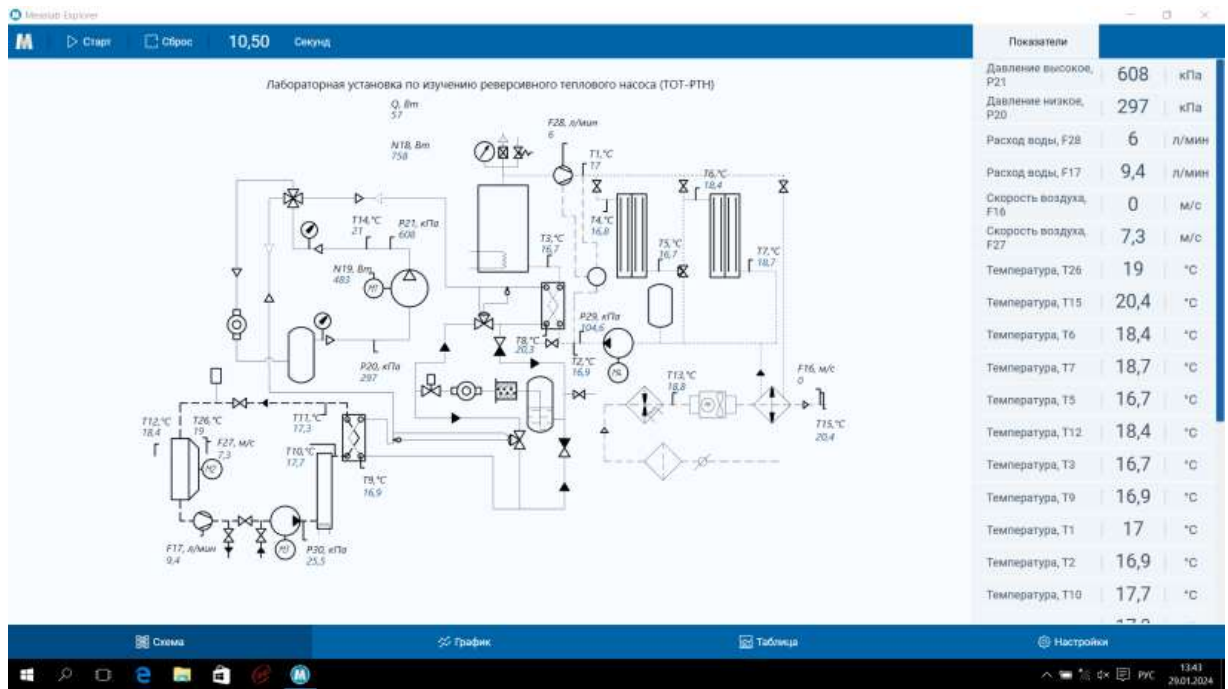 Measlab Explorer
Старт
Сброс
10,50 Секунд
Показатели
Лабораторная установка по изучению реверсивного теплового насоса (ТОТ-РТН)
Q, Вт
57
N18, Вт
758
F28, л/мин
6
T1,°C
17
T6,°C
18,4
T14,°C
21
P21, кПа
608
T4,°C
16,8
T3,°C
16,7
T5,°C
16,7
T7,°C
18,7
N19, Вт
483
M1
P29, кПа
104,6
T8,°C
20,3
P20, кПа
297
T2,°C
16,9
M4
T13,°C
18,8
F16, м/с
0
T15,°C
20,4
T12,°C
18,4
T26,°C
19
T11,°C
17,3
F27, м/с
7,3
M2
T10,°C
17,7
T9,°C
16,9
F17, л/мин
9,4
M3
P30, кПа
25,5
Давление высокое, P21 608 кПа
Давление низкое, P20 297 кПа
Расход воды, F28 6 л/мин
Расход воды, F17 9,4 л/мин
Скорость воздуха, F16 0 м/с
Скорость воздуха, F27 7,3 м/с
Температура, T26 19 °C
Температура, T15 20,4 °C
Температура, T6 18,4 °C
Температура, T7 18,7 °C
Температура, T5 16,7 °C
Температура, T12 18,4 °C
Температура, T3 16,7 °C
Температура, T9 16,9 °C
Температура, T1 17 °C
Температура, T2 16,9 °C
Температура, T10 17,7 °C
Схема
График
Таблица
Настройки
РУС
13:43
29.01.2024